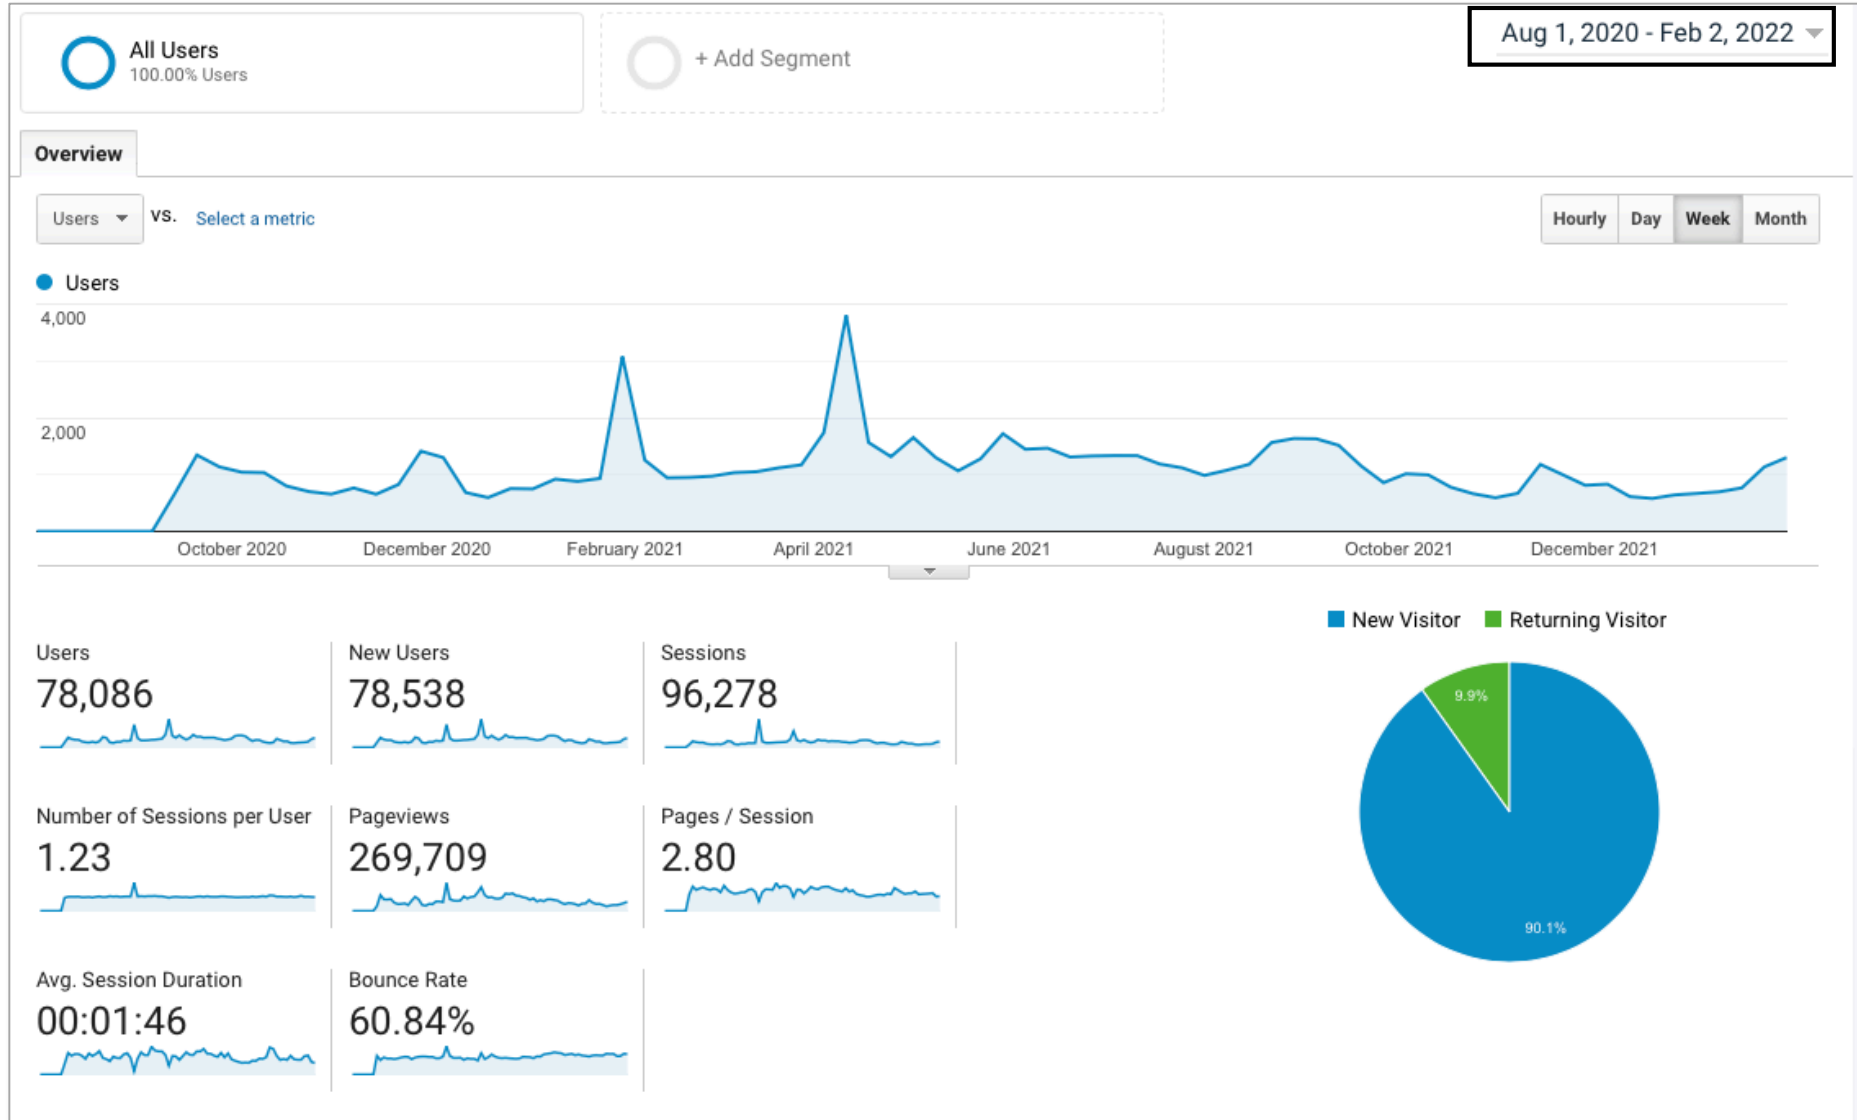 All Users
100.00% Users
+ Add Segment
Aug 1, 2020 - Feb 2, 2022
Overview
Users
VS.
Select a metric
Hourly
Day
Week
Month
Users
4,000
2,000
October 2020
December 2020
February 2021
April 2021
June 2021
August 2021
October 2021
December 2021
New Visitor
Returning Visitor
Users
78,086
New Users
78,538
Sessions
96,278
Number of Sessions per User
1.23
Pageviews
269,709
Pages / Session
2.80
Avg. Session Duration
00:01:46
Bounce Rate
60.84%
9.9%
90.1%